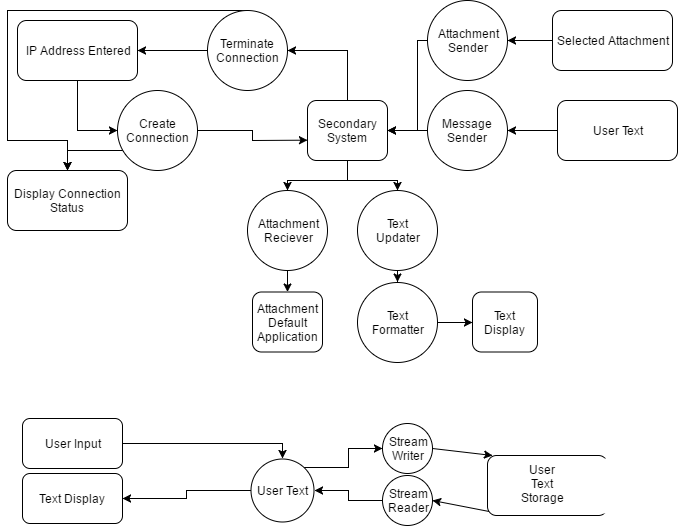 Attachment
Sender
Selected Attachment
Terminate
Connection
IP Address Entered
Create
Connection
Secondary
System
Message
Sender
User Text
Display Connection
Status
Attachment
Reciever
Text
Updater
Attachment
Default
Application
Text
Formatter
Text
Display
User Input
Stream
Writer
User
Text
Storage
User Text
Text Display
Stream
Reader